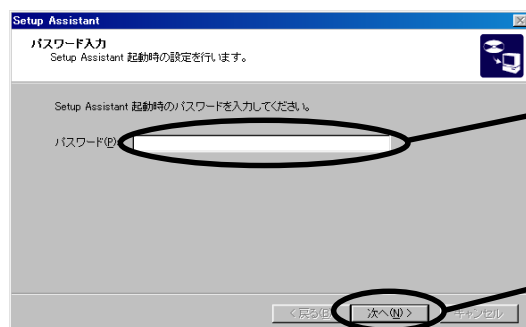 Setup Assistant
パスワード入力
Setup Assistant 起動時の設定を行います。
Setup Assistant 起動時のパスワードを入力してください。
パスワード(P):
< 戻る(B) 次へ(N) > キャンセル